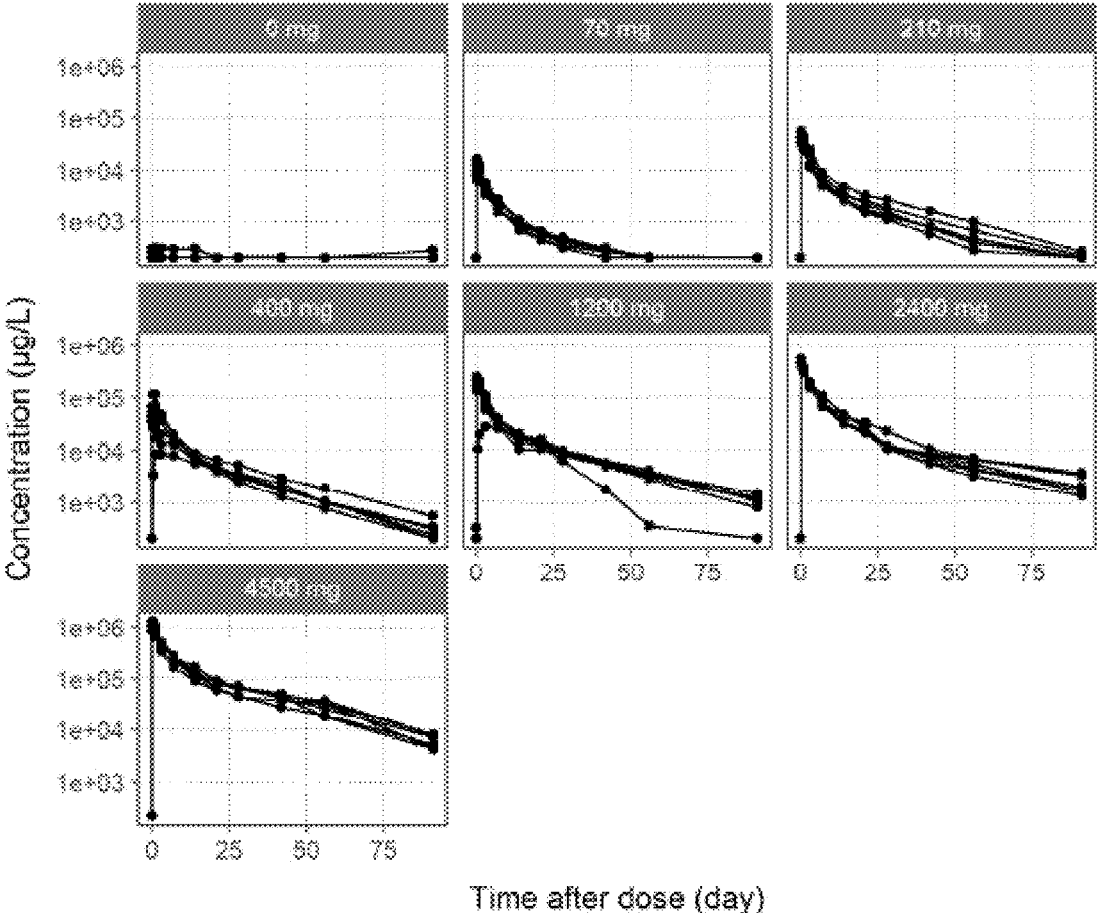 0 mg
70 mg
210 mg
1e+06
1e+05
1e+04
1e+03
400 mg
1200 mg
2400 mg
1e+06
1e+05
1e+04
1e+03
0 25 50 75
0 25 50 75
4500 mg
1e+06
1e+05
1e+04
1e+03
0 25 50 75
Concentration (µg/L)
Time after dose (day)